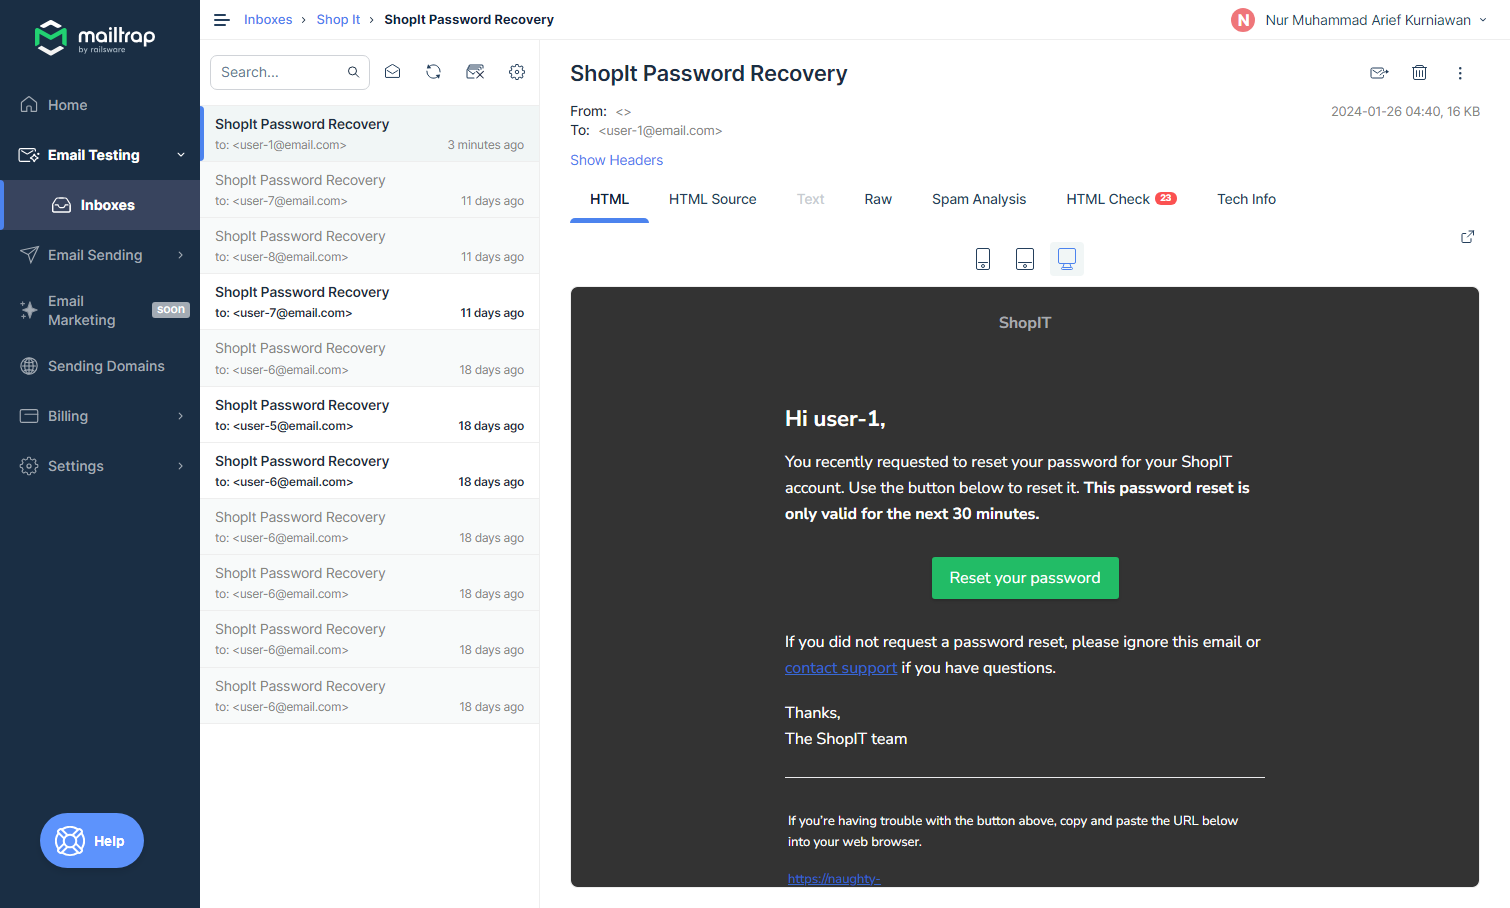 mailtrap
by railsware
Home
Email Testing
Inboxes
Email Sending
Email
Marketing
soon
Sending Domains
Billing
Settings
Help
Inboxes › Shop It › ShopIt Password Recovery
N Nur Muhammad Arief Kurniawan
Search...
ShopIt Password Recovery
to: <user-1@email.com> 3 minutes ago
ShopIt Password Recovery
to: <user-7@email.com> 11 days ago
ShopIt Password Recovery
to: <user-8@email.com> 11 days ago
ShopIt Password Recovery
to: <user-7@email.com> 11 days ago
ShopIt Password Recovery
to: <user-6@email.com> 18 days ago
ShopIt Password Recovery
to: <user-5@email.com> 18 days ago
ShopIt Password Recovery
to: <user-6@email.com> 18 days ago
ShopIt Password Recovery
to: <user-6@email.com> 18 days ago
ShopIt Password Recovery
to: <user-6@email.com> 18 days ago
ShopIt Password Recovery
to: <user-6@email.com> 18 days ago
ShopIt Password Recovery
to: <user-6@email.com> 18 days ago
ShopIt Password Recovery
From: <> 2024-01-26 04:40, 16 KB
To: <user-1@email.com>
Show Headers
HTML HTML Source Text Raw Spam Analysis HTML Check 23 Tech Info
ShopIT
Hi user-1,
You recently requested to reset your password for your ShopIT
account. Use the button below to reset it. This password reset is
only valid for the next 30 minutes.
Reset your password
If you did not request a password reset, please ignore this email or
contact support if you have questions.
Thanks,
The ShopIT team
If you're having trouble with the button above, copy and paste the URL below
into your web browser.
https://naughty-